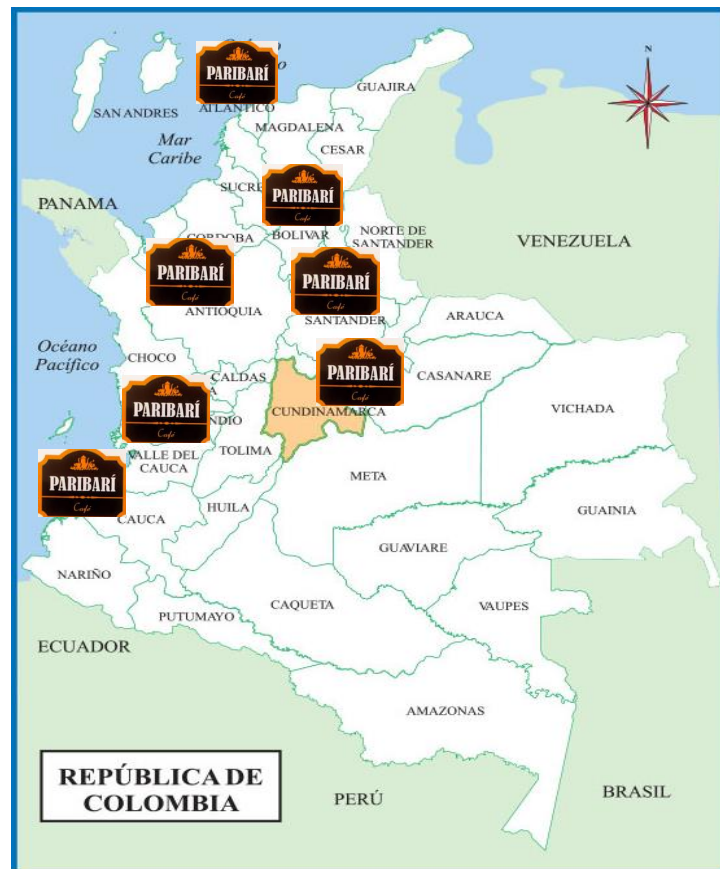 PARIBARÍ
Café
ATLANTICO
GUAJIRA
SAN ANDRES
MAGDALENA
Mar
Caribe
CESAR
SUCRE
PARIBARÍ
Café
PANAMA
CORDOBA
BOLIVAR
NORTE DE
SANTANDER
VENEZUELA
PARIBARÍ
Café
PARIBARÍ
Café
ANTIOQUIA
SANTANDER
ARAUCA
Océano
Pacífico
CHOCO
PARIBARÍ
Café
CALDAS
CASANARE
PARIBARÍ
Café
CUNDINAMARCA
VICHADA
NDIO
TOLIMA
VALLE DEL
CAUCA
META
PARIBARÍ
Café
HUILA
CAUCA
GUAINIA
GUAVIARE
NARIÑO
CAQUETA
VAUPES
PUTUMAYO
ECUADOR
AMAZONAS
REPÚBLICA DE
COLOMBIA
PERÚ
BRASIL
N